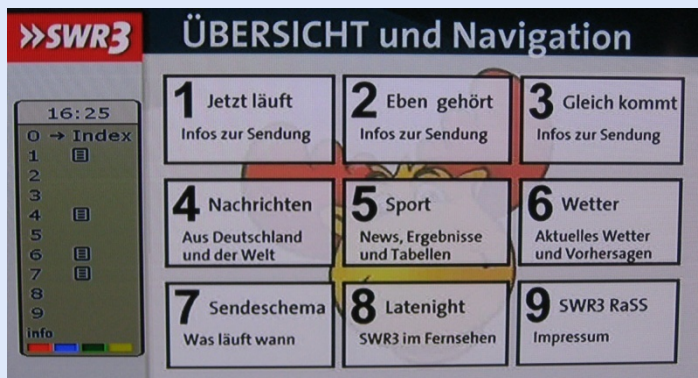 »SWR3
ÜBERSICHT und Navigation
16:25
0 → Index
1
2
3
4
5
6
7
8
9
info
1 Jetzt läuft
Infos zur Sendung
2 Eben gehört
Infos zur Sendung
3 Gleich kommt
Infos zur Sendung
4 Nachrichten
Aus Deutschland
und der Welt
5 Sport
News, Ergebnisse
und Tabellen
6 Wetter
Aktuelles Wetter
und Vorhersagen
7 Sendeschema
Was läuft wann
8 Latenight
SWR3 im Fernsehen
9 SWR3 RaSS
Impressum